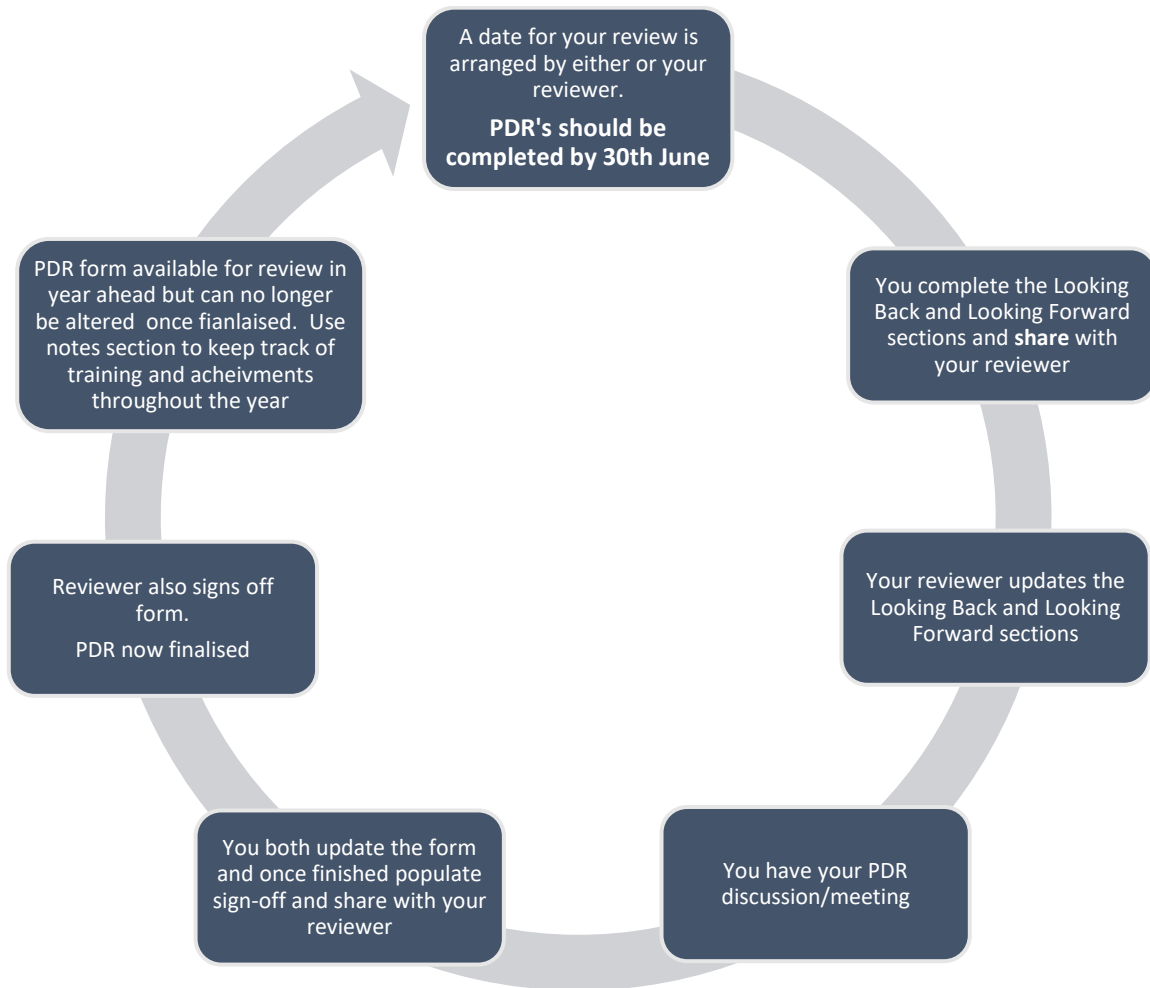 A date for your review is
arranged by either or your
reviewer.
PDR's should be
completed by 30th June
You complete the Looking
Back and Looking Forward
sections and share with
your reviewer
Your reviewer updates the
Looking Back and Looking
Forward sections
You have your PDR
discussion/meeting
You both update the form
and once finished populate
sign-off and share with your
reviewer
Reviewer also signs off
form.
PDR now finalised
PDR form available for review in
year ahead but can no longer
be altered  once fianlaised.  Use
notes section to keep track of
training and acheivments
throughout the year